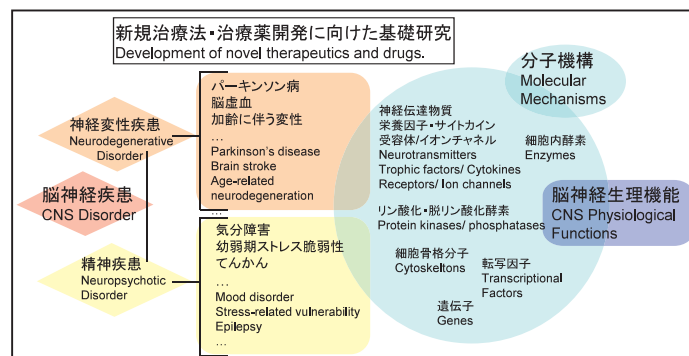 新規治療法・治療薬開発に向けた基礎研究
Development of novel therapeutics and drugs.
分子機構
Molecular
Mechanisms
パーキンソン病
脳虚血
加齢に伴う変性
…
Parkinson's disease
Brain stroke
Age-related
neurodegeneration
…
神経変性疾患
Neurodegenerative
Disorder
脳神経疾患
CNS Disorder
精神疾患
Neuropsychotic
Disorder
気分障害
幼弱期ストレス脆弱性
てんかん
…
Mood disorder
Stress-related vulnerability
Epilepsy
…
神経伝達物質
栄養因子・サイトカイン
受容体/イオンチャネル
Neurotransmitters
Trophic factors/ Cytokines
Receptors/ Ion channels
細胞内酵素
Enzymes
リン酸化・脱リン酸化酵素
Protein kinases/ phosphatases
脳神経生理機能
CNS Physiological
Functions
細胞骨格分子
Cytoskeltons
転写因子
Transcriptional
Factors
遺伝子
Genes